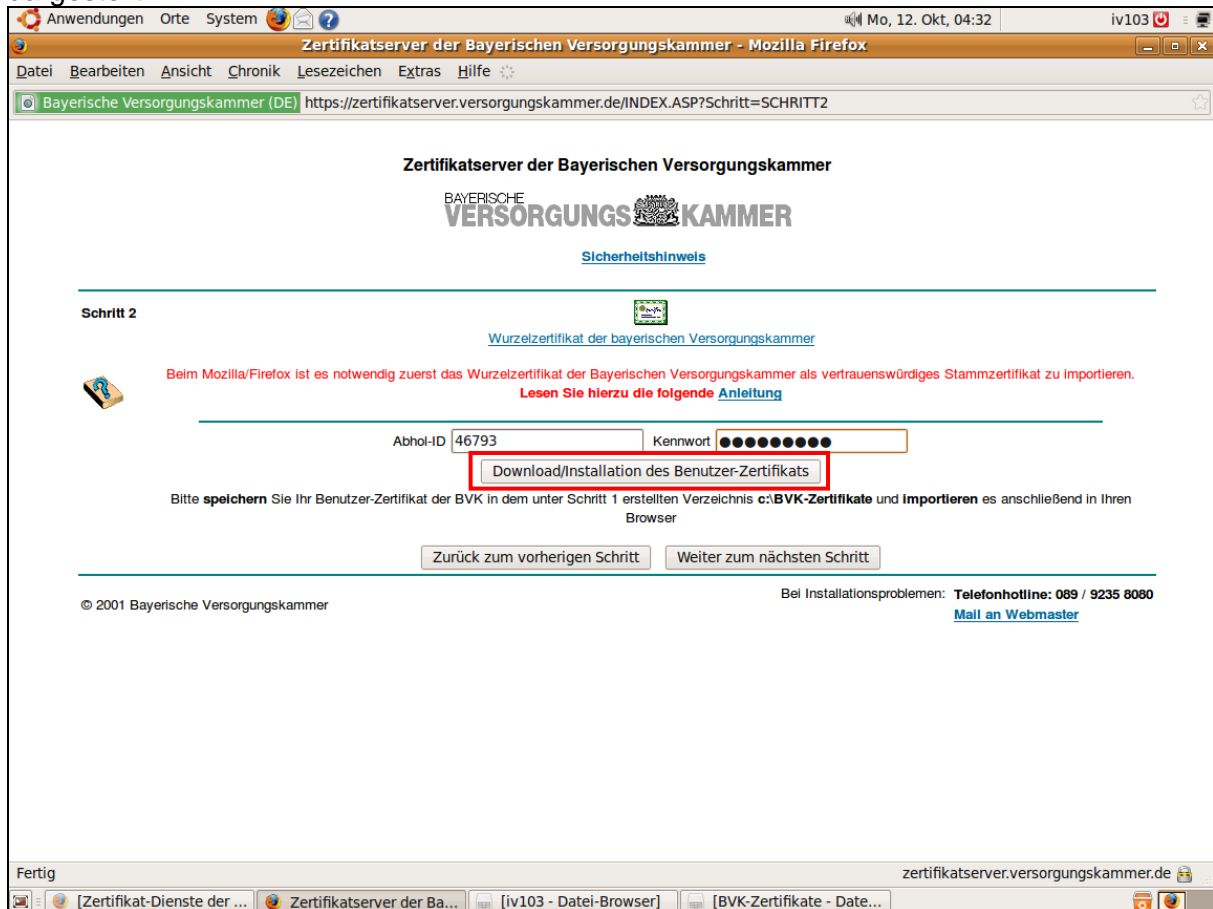 Anwendungen Orte System Mo, 12. Okt, 04:32 iv103
Zertifikatserver der Bayerischen Versorgungskammer - Mozilla Firefox
Datei Bearbeiten Ansicht Chronik Lesezeichen Extras Hilfe
Bayerische Versorgungskammer (DE) https://zertifikatserver.versorgungskammer.de/INDEX.ASP?Schritt=SCHRITT2
Zertifikatserver der Bayerischen Versorgungskammer
BAYERISCHE
VERSORGUNGS KAMMER
Sicherheitshinweis
Schritt 2
Wurzelzertifikat der bayerischen Versorgungskammer
Beim Mozilla/Firefox ist es notwendig zuerst das Wurzelzertifikat der Bayerischen Versorgungskammer als vertrauenswürdiges Stammzertifikat zu importieren.
Lesen Sie hierzu die folgende Anleitung
Abhol-ID 46793 Kennwort ●●●●●●●●●
Download/Installation des Benutzer-Zertifikats
Bitte speichern Sie Ihr Benutzer-Zertifikat der BVK in dem unter Schritt 1 erstellten Verzeichnis c:\BVK-Zertifikate und importieren es anschließend in Ihren
Browser
Zurück zum vorherigen Schritt Weiter zum nächsten Schritt
© 2001 Bayerische Versorgungskammer
Bei Installationsproblemen: Telefonhotline: 089 / 9235 8080
Mail an Webmaster
Fertig zertifikatserver.versorgungskammer.de
[Zertifikat-Dienste der ... Zertifikatserver der Ba... [iv103 - Datei-Browser] [BVK-Zertifikate - Date...